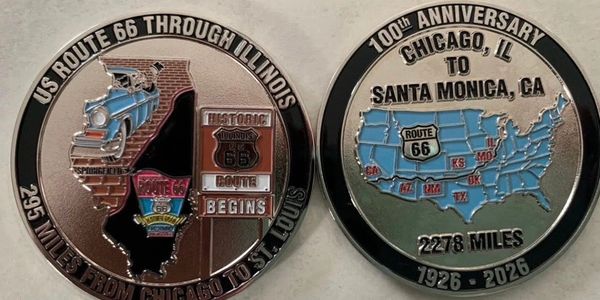 US ROUTE 66 THROUGH ILLINOIS
HISTORIC
ILLINOIS
66
ROUTE
BEGINS
ROUTE 66
66
295 MILES FROM CHICAGO TO ST. LOUIS
100th ANNIVERSARY
CHICAGO, IL
TO
SANTA MONICA, CA
ROUTE
66
IL
MO
KS
CA
AZ
NM
OK
TX
2278 MILES
1926 - 2026